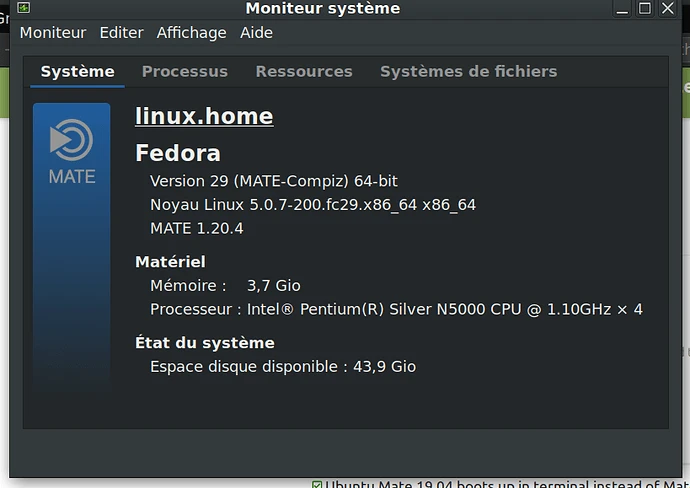 Moniteur système
Moniteur Editer Affichage Aide
Système Processus Ressources Systèmes de fichiers
MATE
linux.home
Fedora
Version 29 (MATE-Compiz) 64-bit
Noyau Linux 5.0.7-200.fc29.x86_64 x86_64
MATE 1.20.4
Matériel
Mémoire : 3,7 Gio
Processeur : Intel® Pentium(R) Silver N5000 CPU @ 1.10GHz × 4
État du système
Espace disque disponible : 43,9 Gio
Ubuntu Mate 19.04 boots up in terminal instead of Mat